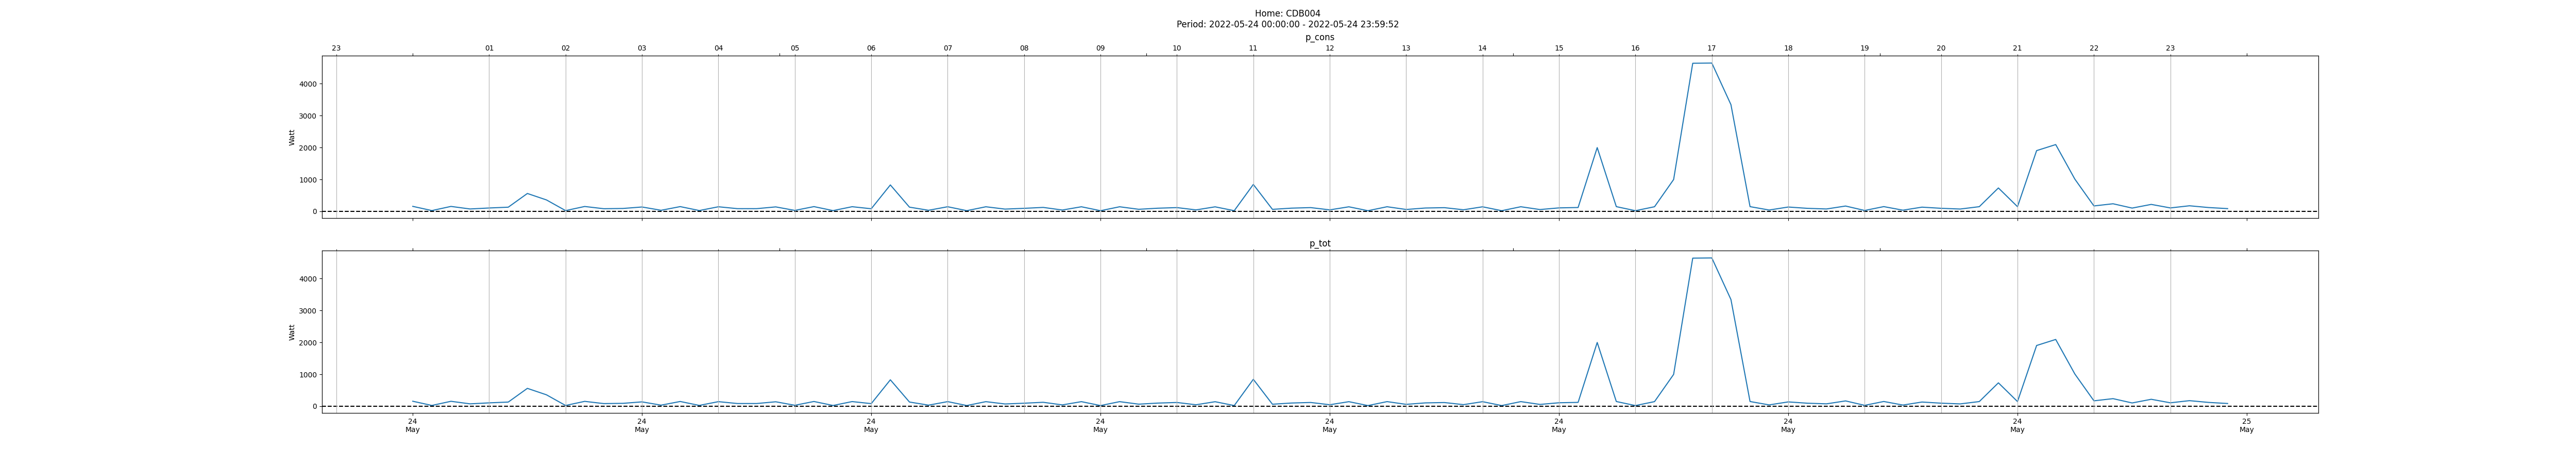 Home: CDB004
Period: 2022-05-24 00:00:00 - 2022-05-24 23:59:52
p_cons
23 01 02 03 04 05 06 07 08 09 10 11 12 13 14 15 16 17 18 19 20 21 22 23
4000
3000
Watt
2000
1000
0
p_tot
4000
3000
Watt
2000
1000
0
24 24 24 24 24 24 24 24 25
May May May May May May May May May